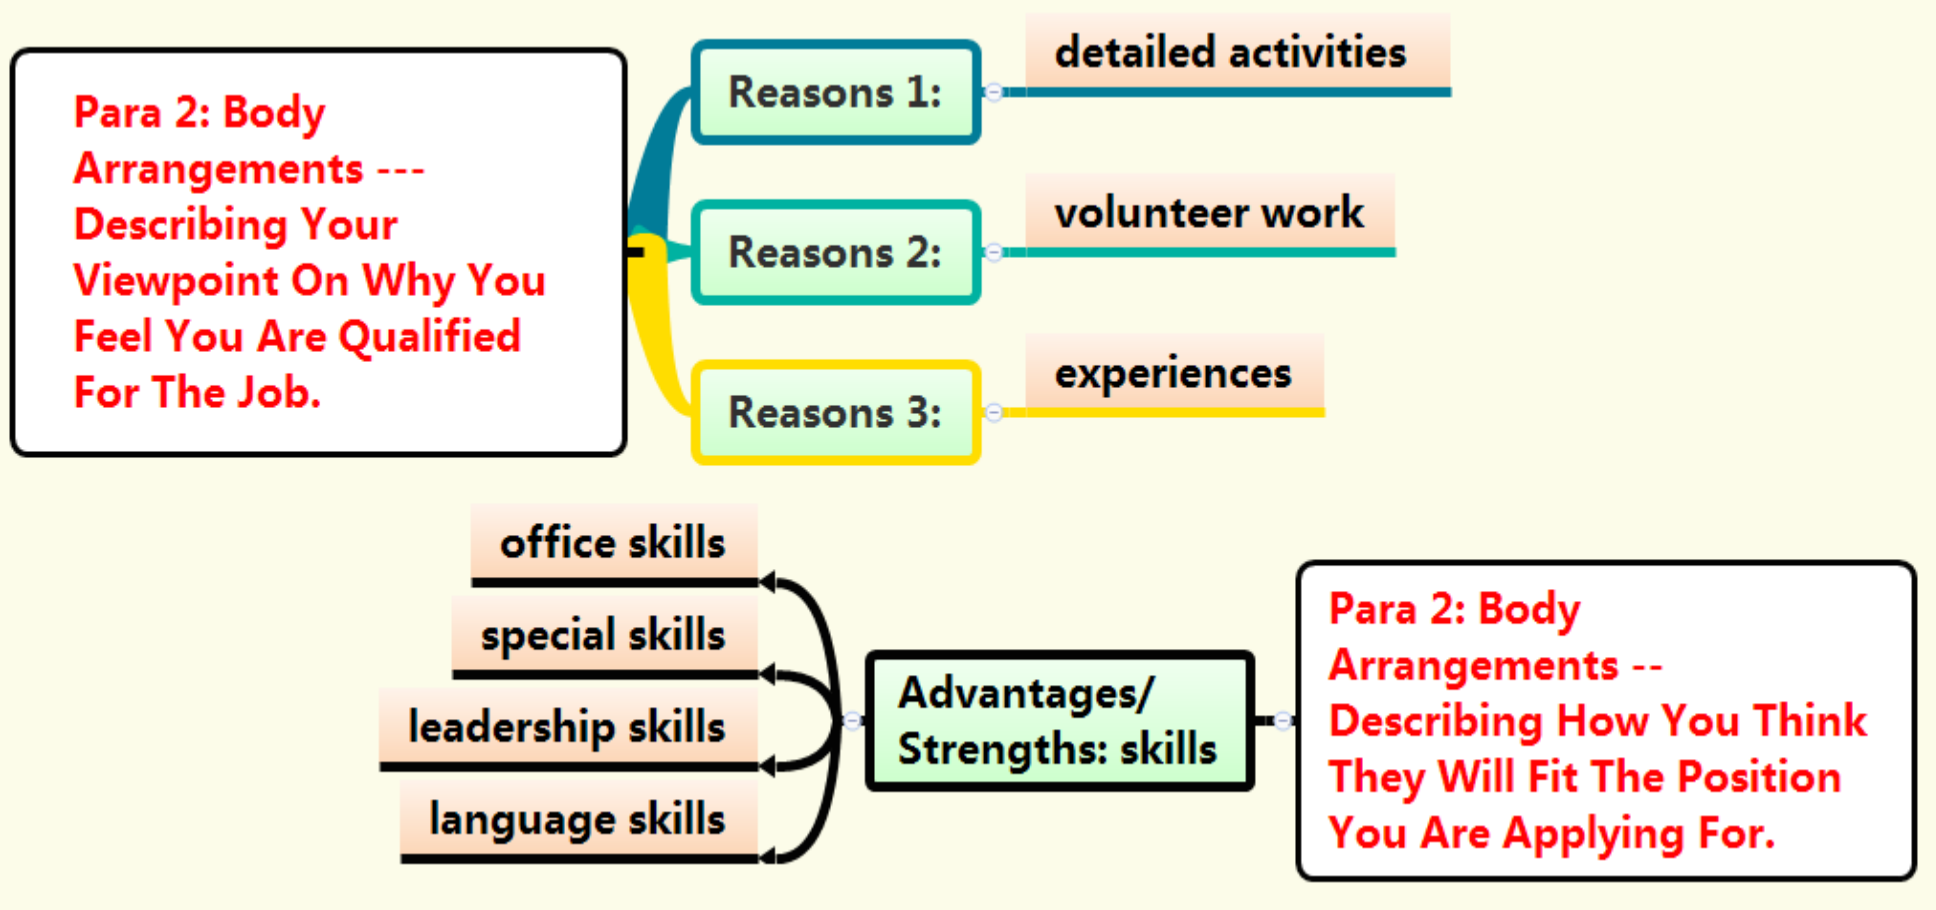 Para 2: Body
Arrangements ---
Describing Your
Viewpoint On Why You
Feel You Are Qualified
For The Job.
Reasons 1:
detailed activities
Reasons 2:
volunteer work
Reasons 3:
experiences
office skills
special skills
leadership skills
language skills
Advantages/
Strengths: skills
Para 2: Body
Arrangements --
Describing How You Think
They Will Fit The Position
You Are Applying For.